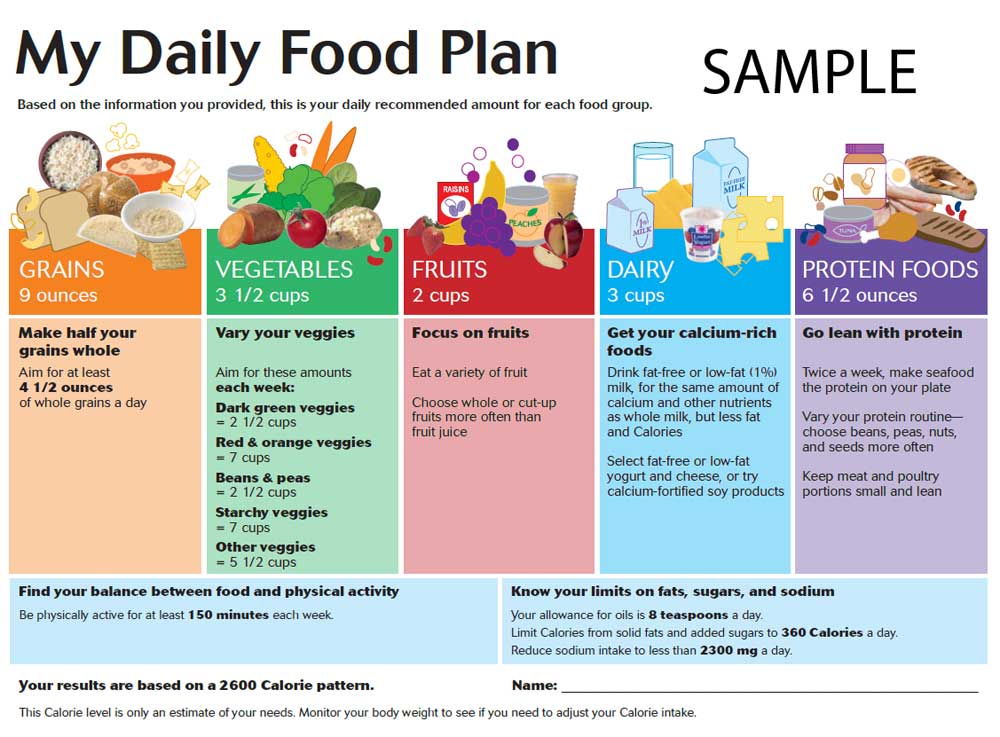 My Daily Food Plan
SAMPLE
Based on the information you provided, this is your daily recommended amount for each food group.
RAISINS
PEACHES
MILK
FAT-FREE
MILK
TUNA
GRAINS
9 ounces
VEGETABLES
3 1/2 cups
FRUITS
2 cups
DAIRY
3 cups
PROTEIN FOODS
6 1/2 ounces
Make half your
grains whole
Aim for at least
4 1/2 ounces
of whole grains a day
Vary your veggies
Aim for these amounts
each week:
Dark green veggies
= 2 1/2 cups
Red & orange veggies
= 7 cups
Beans & peas
= 2 1/2 cups
Starchy veggies
= 7 cups
Other veggies
= 5 1/2 cups
Focus on fruits
Eat a variety of fruit
Choose whole or cut-up
fruits more often than
fruit juice
Get your calcium-rich
foods
Drink fat-free or low-fat (1%)
milk, for the same amount of
calcium and other nutrients
as whole milk, but less fat
and Calories
Select fat-free or low-fat
yogurt and cheese, or try
calcium-fortified soy products
Go lean with protein
Twice a week, make seafood
the protein on your plate
Vary your protein routine—
choose beans, peas, nuts,
and seeds more often
Keep meat and poultry
portions small and lean
Find your balance between food and physical activity
Be physically active for at least 150 minutes each week.
Know your limits on fats, sugars, and sodium
Your allowance for oils is 8 teaspoons a day.
Limit Calories from solid fats and added sugars to 360 Calories a day.
Reduce sodium intake to less than 2300 mg a day.
Your results are based on a 2600 Calorie pattern.
Name:
This Calorie level is only an estimate of your needs. Monitor your body weight to see if you need to adjust your Calorie intake.